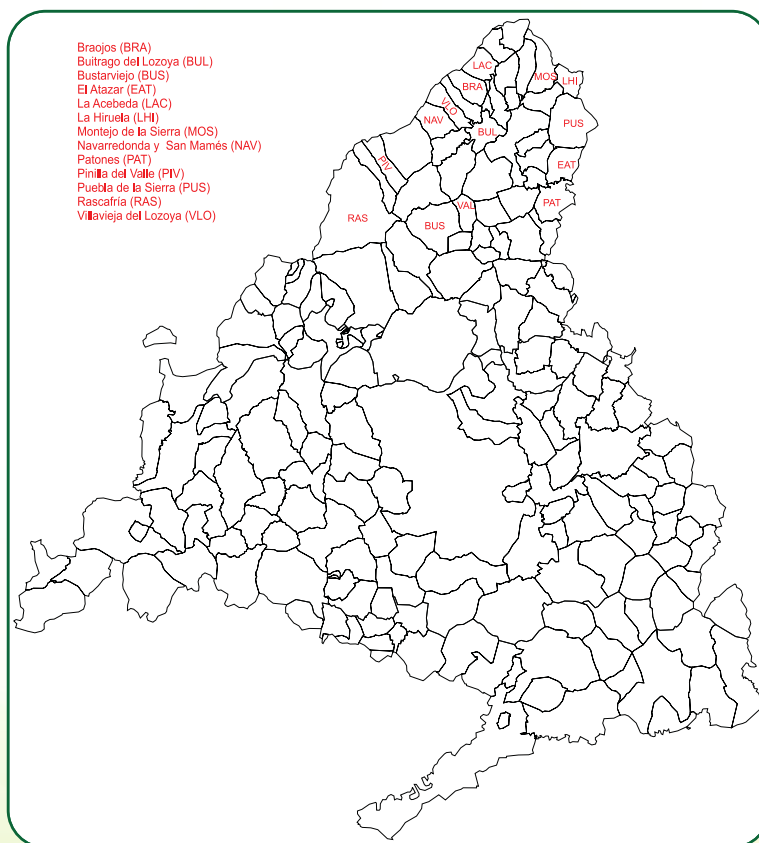 Braojos (BRA)
Buitrago del Lozoya (BUL)
Bustarviejo (BUS)
El Atazar (EAT)
La Acebeda (LAC)
La Hiruela (LHI)
Montejo de la Sierra (MOS)
Navarredonda y San Mamés (NAV)
Patones (PAT)
Pinilla del Valle (PIV)
Puebla de la Sierra (PUS)
Rascafría (RAS)
Villavieja del Lozoya (VLO)
LAC
MOS
LHI
BRA
VLO
NAV
BUL
PUS
PIV
EAT
VAL
PAT
RAS
BUS